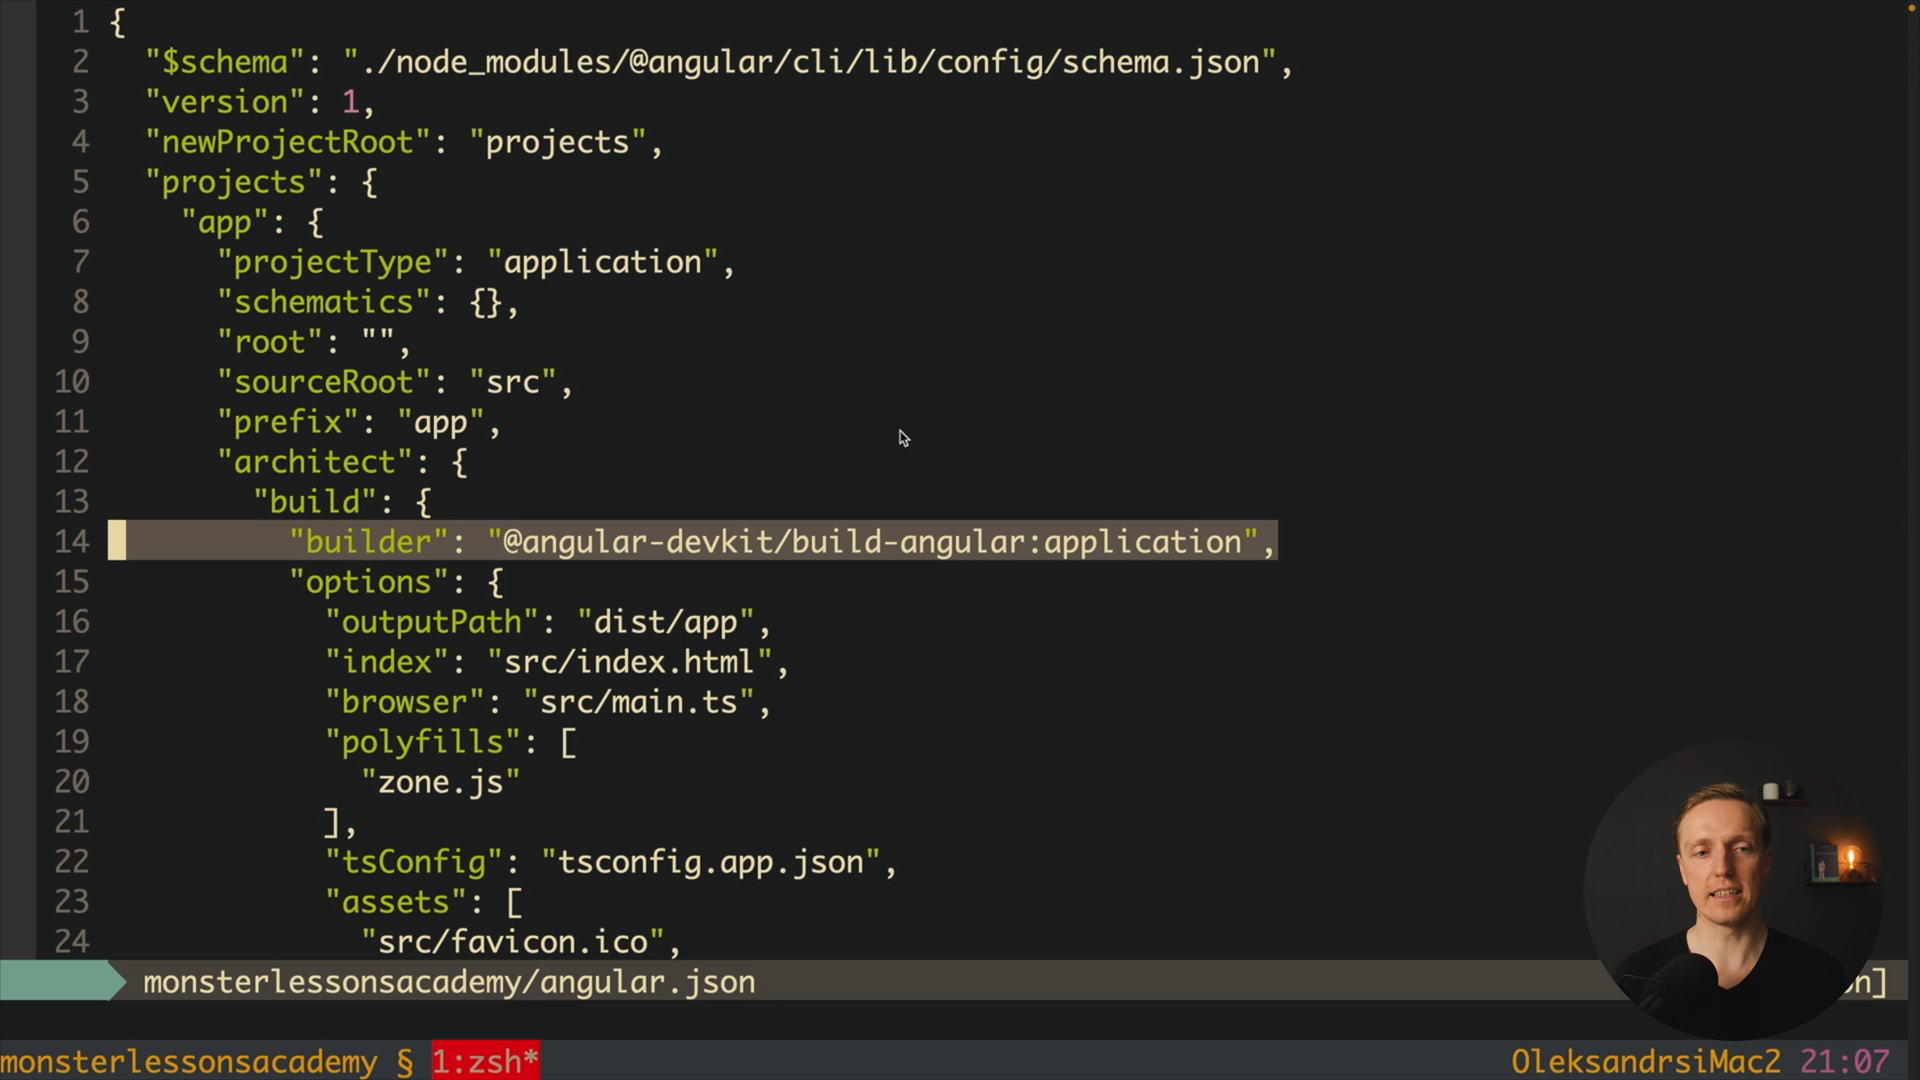 1 {
2 "$schema": "./node_modules/@angular/cli/lib/config/schema.json",
3 "version": 1,
4 "newProjectRoot": "projects",
5 "projects": {
6 "app": {
7 "projectType": "application",
8 "schematics": {},
9 "root": "",
10 "sourceRoot": "src",
11 "prefix": "app",
12 "architect": {
13 "build": {
14 "builder": "@angular-devkit/build-angular:application",
15 "options": {
16 "outputPath": "dist/app",
17 "index": "src/index.html",
18 "browser": "src/main.ts",
19 "polyfills": [
20 "zone.js"
21 ],
22 "tsConfig": "tsconfig.app.json",
23 "assets": [
24 "src/favicon.ico",
monsterlessonsacademy/angular.json
monsterlessonsacademy § 1:zsh* OleksandrsiMac2 21:07